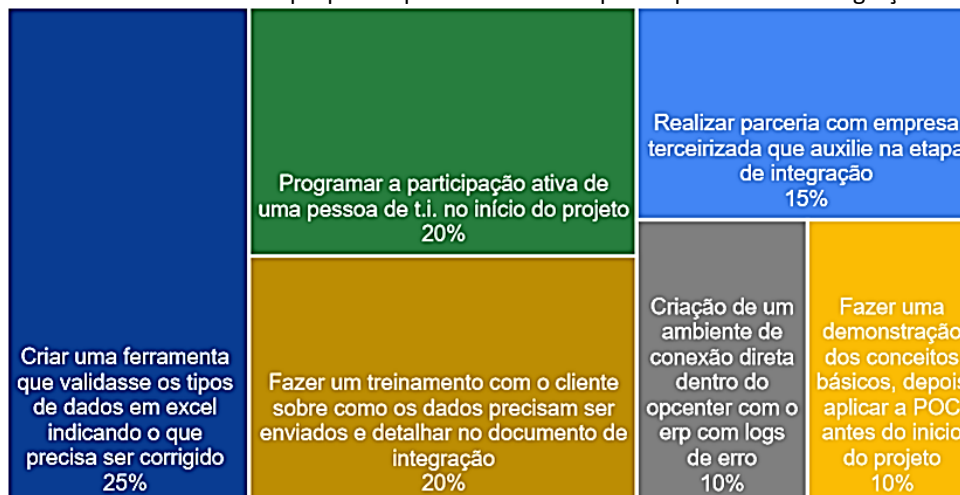 Criar uma ferramenta
que validasse os tipos
de dados em excel
indicando o que
precisa ser corrigido
25%
Programar a participação ativa de
uma pessoa de t.i. no início do projeto
20%
Fazer um treinamento com o cliente
sobre como os dados precisam ser
enviados e detalhar no documento de
integração
20%
Realizar parceria com empresa
terceirizada que auxilie na etapa
de integração
15%
Criação de um
ambiente de
conexão direta
dentro do
opcenter com o
erp com logs
de erro
10%
Fazer uma
demonstração
dos conceitos
básicos, depois
aplicar a POC
antes do inicio
do projeto
10%